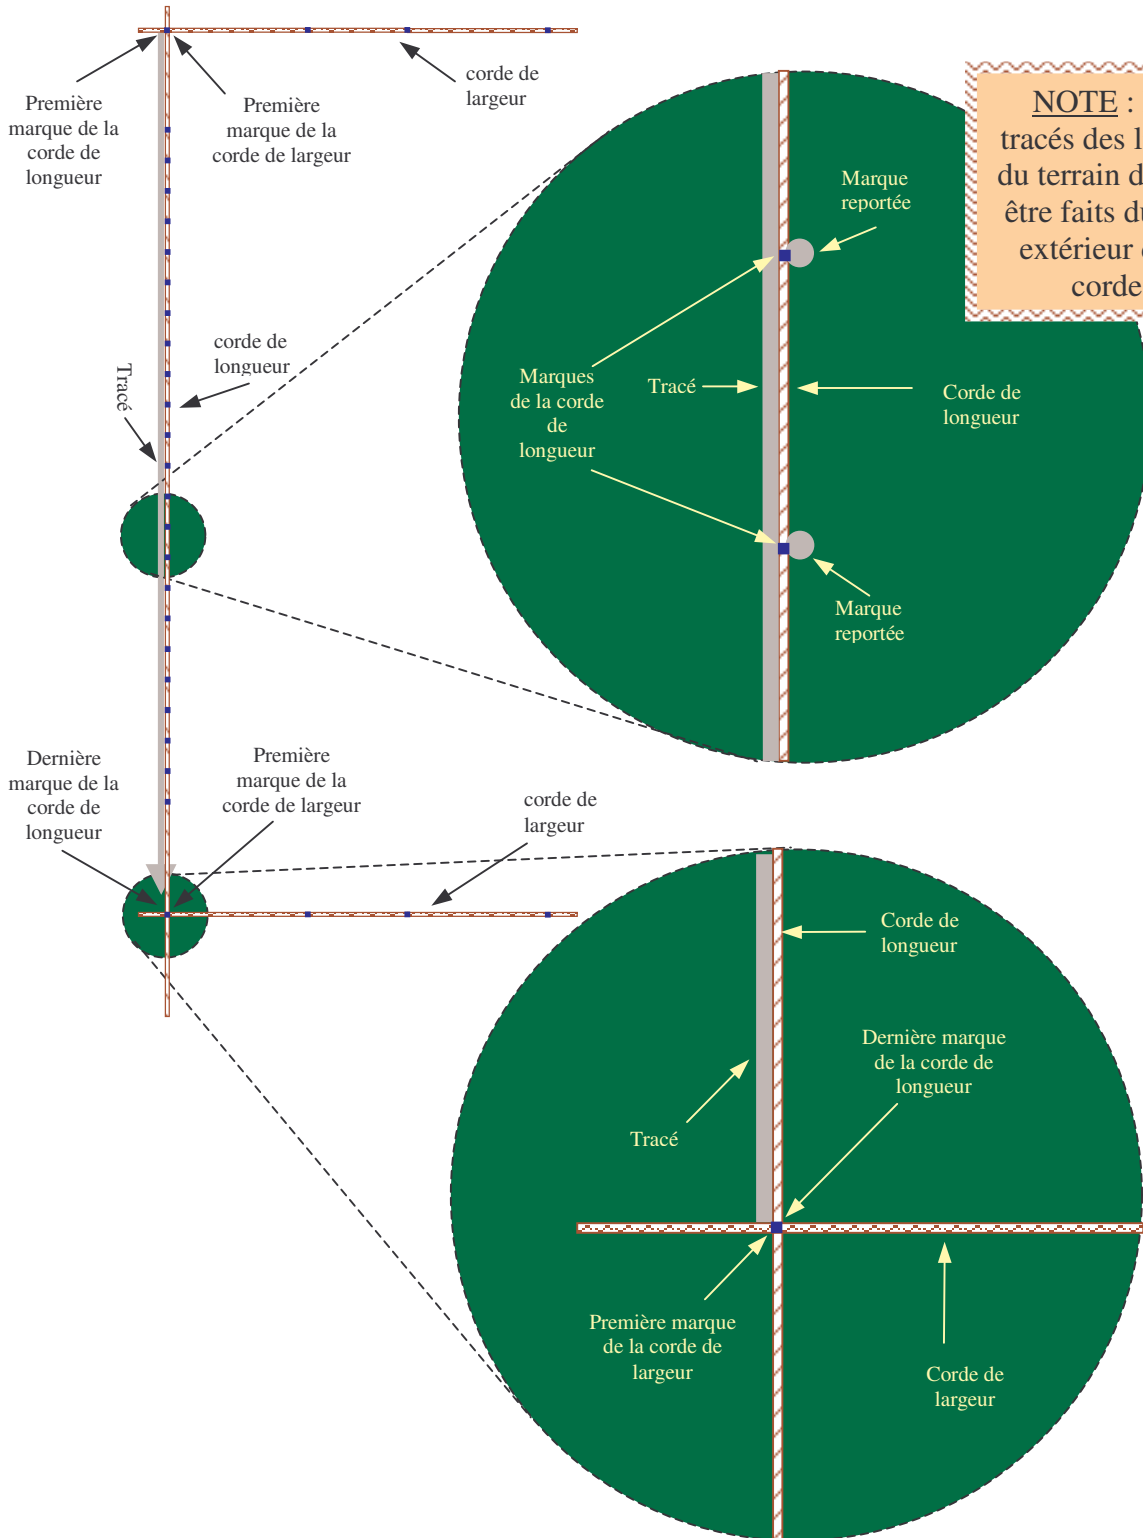 corde de
largeur
Première
marque de la
corde de
longueur
Première
marque de la
corde de largeur
NOTE :
tracés des
du terrain
être faits
extérieur
corde
Marque
reportée
corde de
longueur
Tracé
Marques
de la corde
de
longueur
Tracé
Corde de
longueur
Marque
reportée
Dernière
marque de la
corde de
longueur
Première
marque de la
corde de largeur
corde de
largeur
Corde de
longueur
Dernière marque
de la corde de
longueur
Tracé
Première marque
de la corde de
largeur
Corde de
largeur